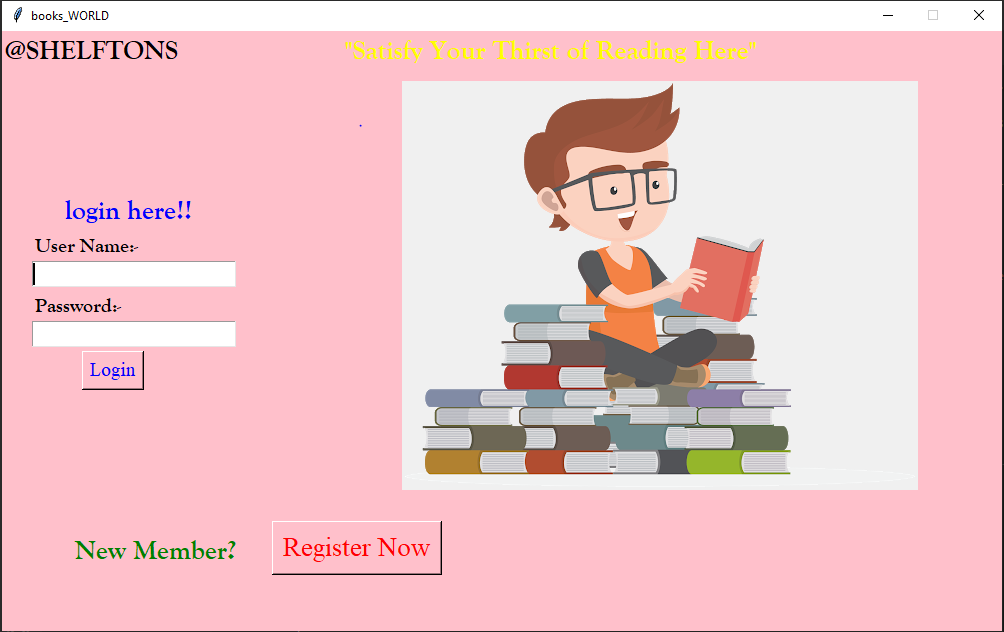 books_WORLD
@SHELFTONS
"Satisfy Your Thirst of Reading Here"
login here!!
User Name:-
Password:-
Login
New Member?
Register Now